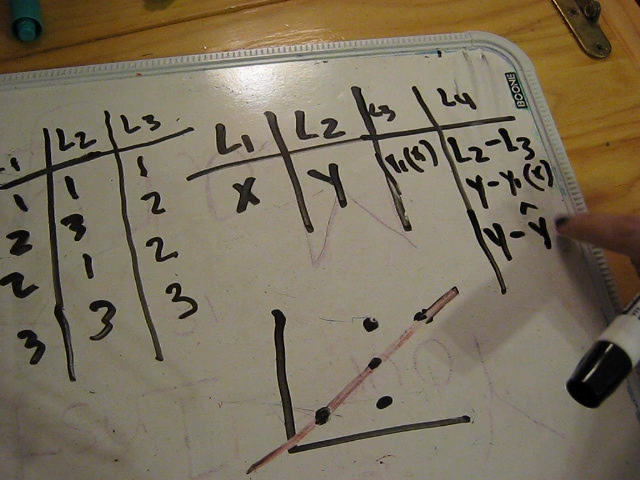 L1 L2 L3
1 1 1
2 3 2
2 1 2
3 3 3
L1 L2 L3 L4
X Y Y1(X) L2-L3
Y-Y1(X)
Y-Ŷ
BOONE